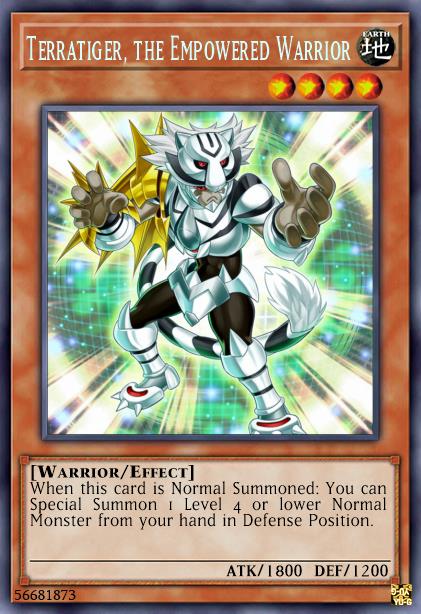 Terratiger, the Empowered Warrior
EARTH
地
[Warrior/Effect]
When this card is Normal Summoned: You can
Special Summon 1 Level 4 or lower Normal
Monster from your hand in Defense Position.
ATK/1800 DEF/1200
56681873